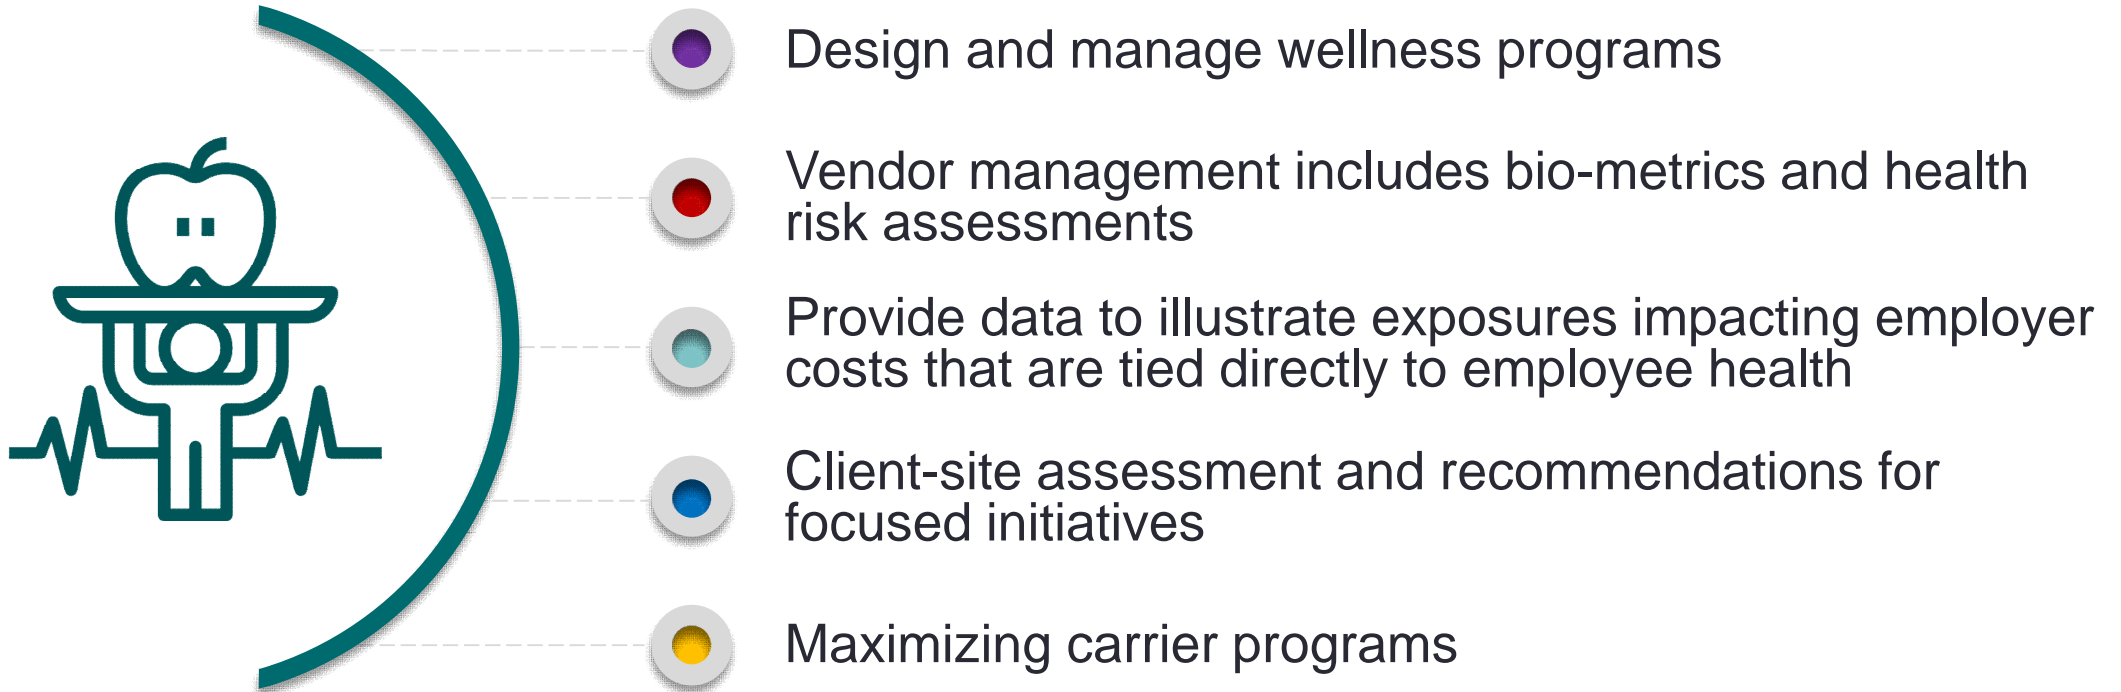 Design and manage wellness programs
Vendor management includes bio-metrics and health
risk assessments
Provide data to illustrate exposures impacting employer
costs that are tied directly to employee health
Client-site assessment and recommendations for
focused initiatives
Maximizing carrier programs